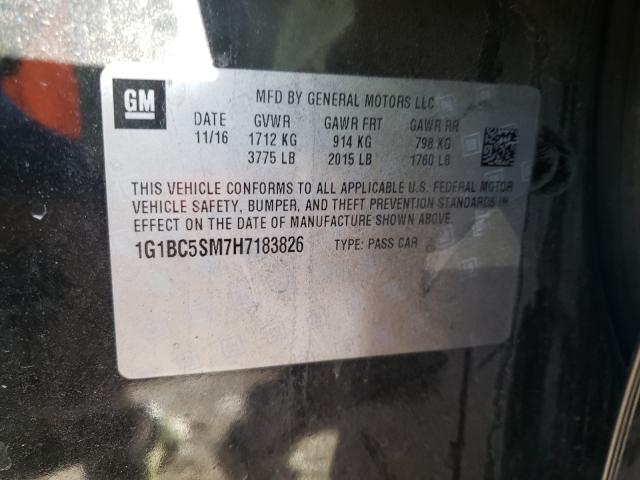 GM
MFD BY GENERAL MOTORS LLC
DATE GVWR GAWR FRT GAWR RR
11/16 1712 KG 914 KG 798 KG
3775 LB 2015 LB 1760 LB
THIS VEHICLE CONFORMS TO ALL APPLICABLE U.S. FEDERAL MOTOR
VEHICLE SAFETY, BUMPER, AND THEFT PREVENTION STANDARDS IN
EFFECT ON THE DATE OF MANUFACTURE SHOWN ABOVE.
1G1BC5SM7H7183826 TYPE: PASS CAR